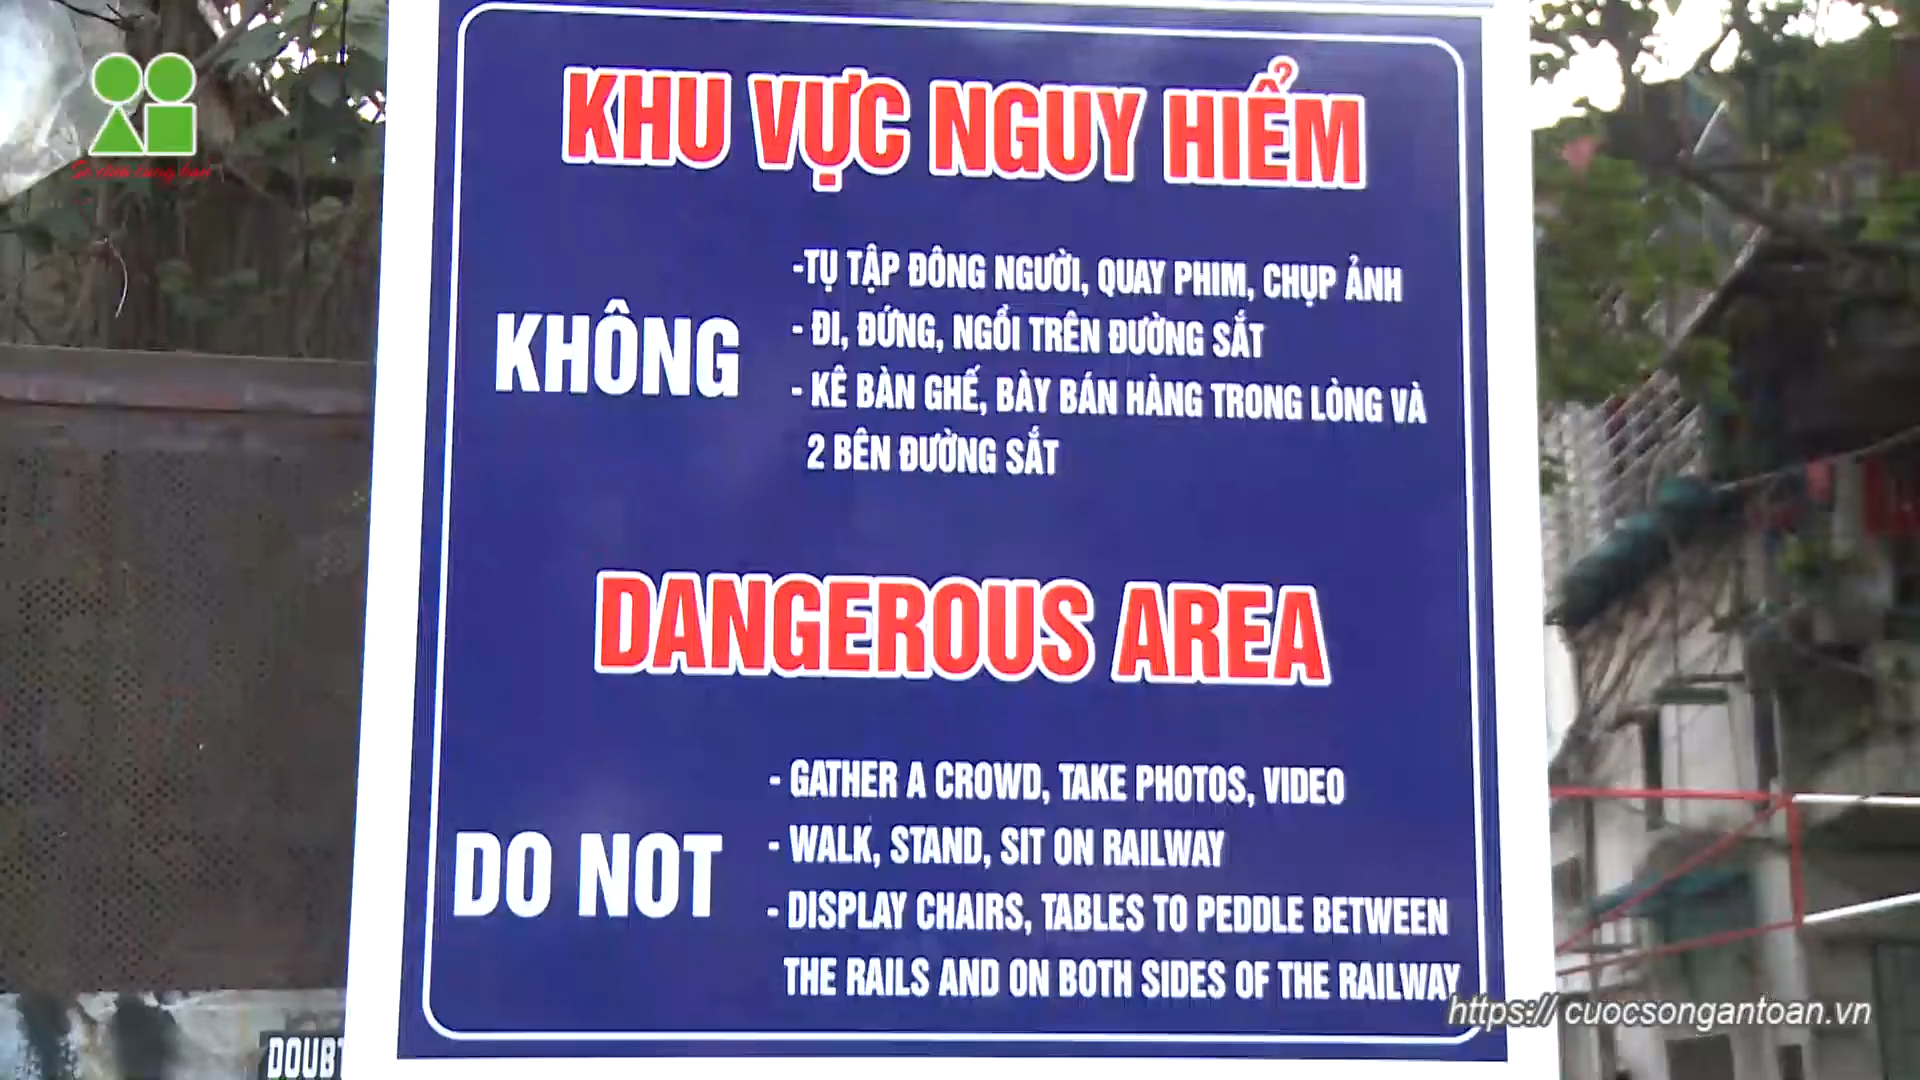 KHU VỰC NGUY HIỂM
KHÔNG
-TỤ TẬP ĐÔNG NGƯỜI, QUAY PHIM, CHỤP ẢNH
- ĐI, ĐỨNG, NGỒI TRÊN ĐƯỜNG SẮT
- KÊ BÀN GHẾ, BÀY BÁN HÀNG TRONG LÒNG VÀ
2 BÊN ĐƯỜNG SẮT
DANGEROUS AREA
DO NOT
- GATHER A CROWD, TAKE PHOTOS, VIDEO
- WALK, STAND, SIT ON RAILWAY
- DISPLAY CHAIRS, TABLES TO PEDDLE BETWEEN
THE RAILS AND ON BOTH SIDES OF THE RAILWAY
https:// cuocsongantoan.vn